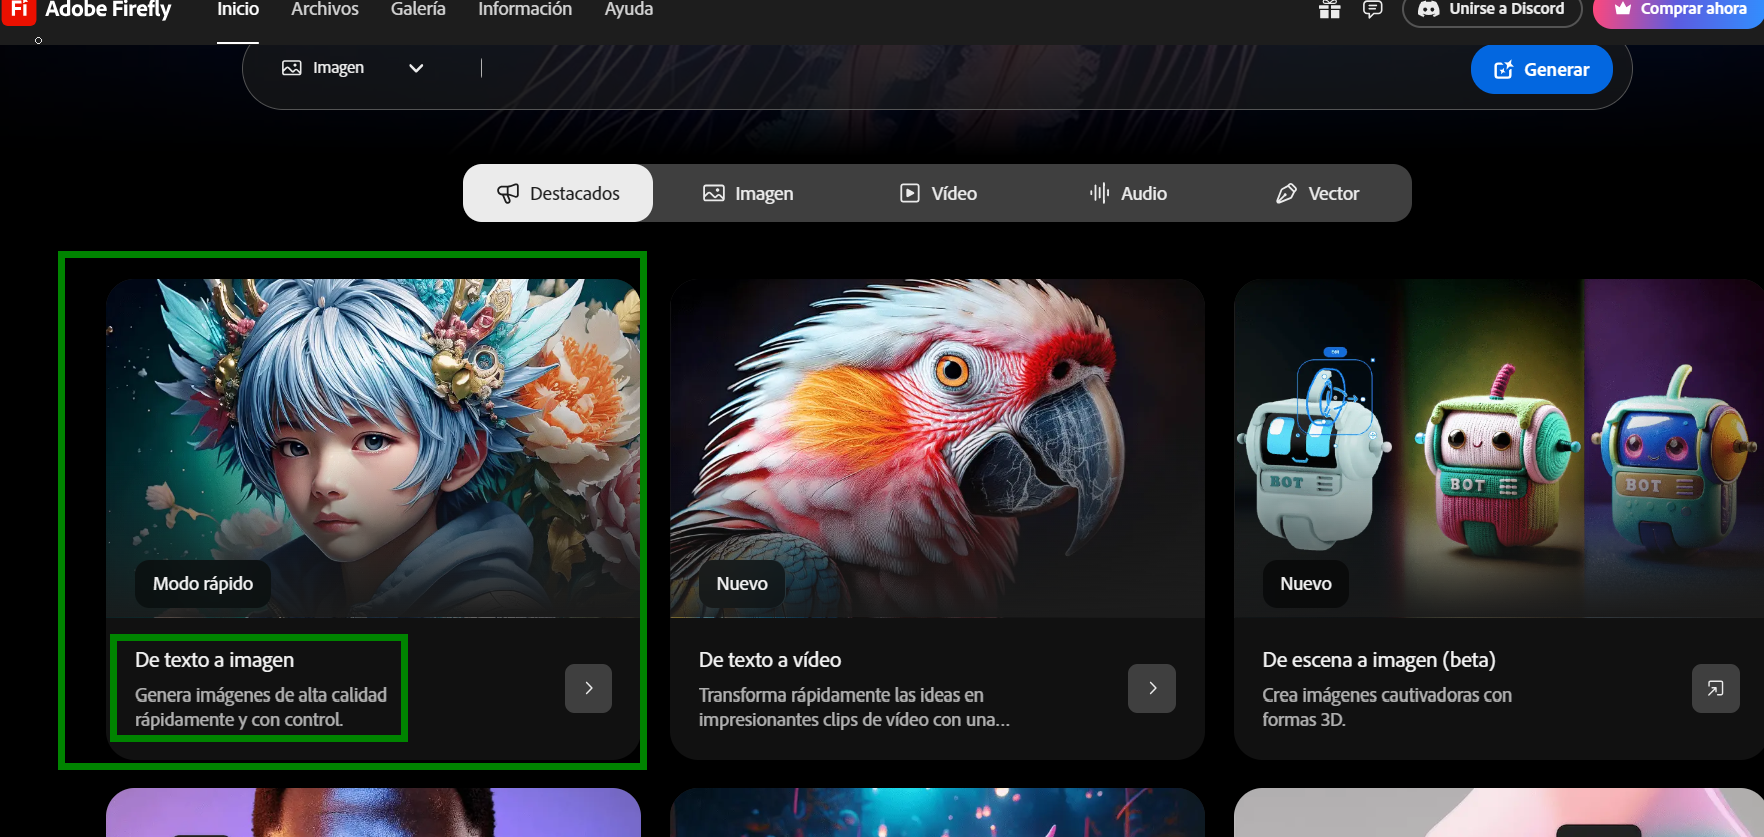 Fi Adobe Firefly
Inicio
Archivos
Galería
Información
Ayuda
Unirse a Discord
Comprar ahora
Imagen
Generar
Destacados
Imagen
Vídeo
Audio
Vector
BOT
BOT
BOT
Modo rápido
Nuevo
Nuevo
De texto a imagen
Genera imágenes de alta calidad
rápidamente y con control.
De texto a vídeo
Transforma rápidamente las ideas en
impresionantes clips de vídeo con una...
De escena a imagen (beta)
Crea imágenes cautivadoras con
formas 3D.